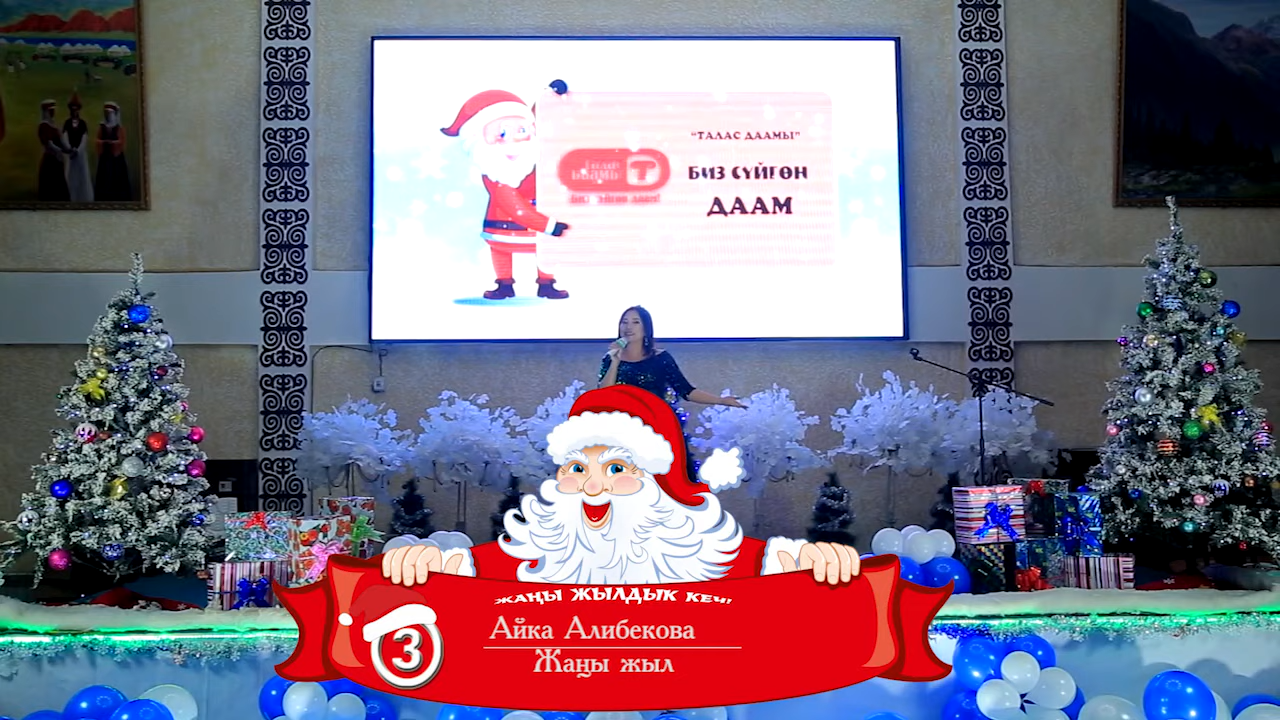 "ТАЛАС ДААМЫ"
БИЗ СҮЙГӨН
ДААМ
Т
ЖАҢЫ ЖЫЛДЫК КЕЧ!
3
Айка Алибекова
Жаңы жыл